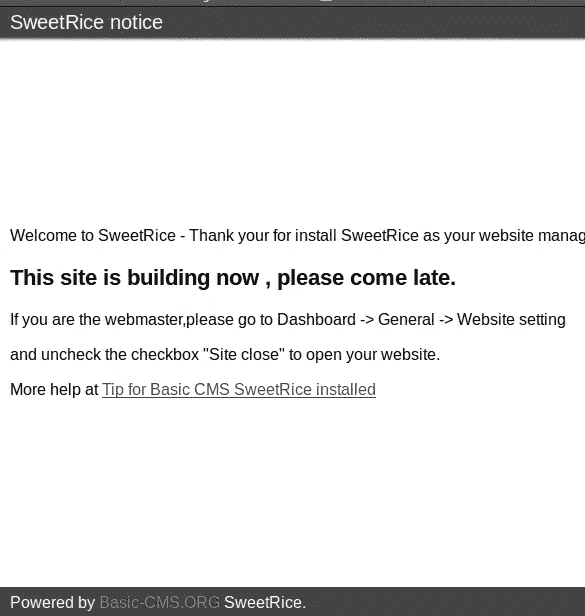 SweetRice notice
Welcome to SweetRice - Thank your for install SweetRice as your website manag
This site is building now , please come late.
If you are the webmaster,please go to Dashboard -> General -> Website setting
and uncheck the checkbox "Site close" to open your website.
More help at Tip for Basic CMS SweetRice installed
Powered by Basic-CMS.ORG SweetRice.